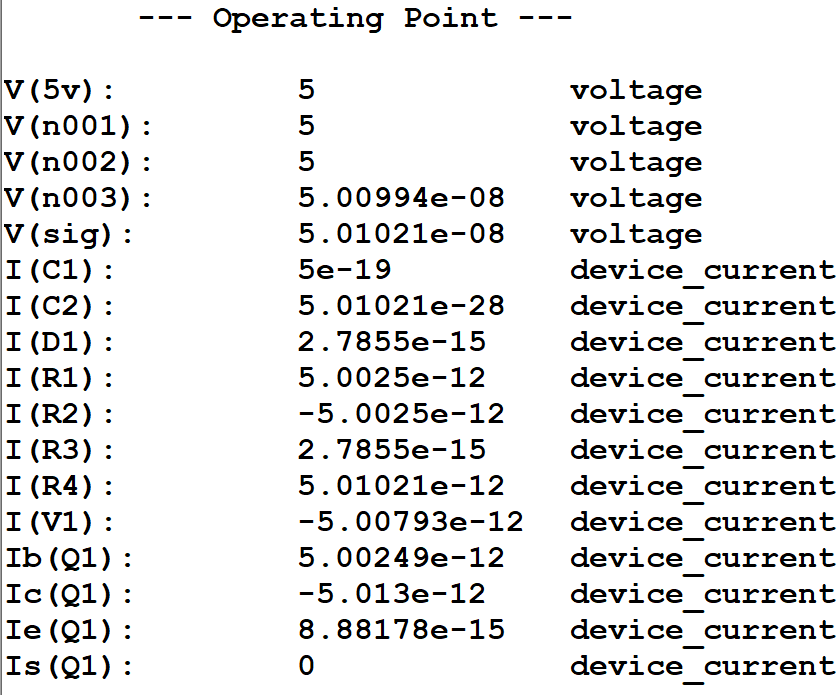 --- Operating Point ---
V(5v): 5 voltage
V(n001): 5 voltage
V(n002): 5 voltage
V(n003): 5.00994e-08 voltage
V(sig): 5.01021e-08 voltage
I(C1): 5e-19 device_current
I(C2): 5.01021e-28 device_current
I(D1): 2.7855e-15 device_current
I(R1): 5.0025e-12 device_current
I(R2): -5.0025e-12 device_current
I(R3): 2.7855e-15 device_current
I(R4): 5.01021e-12 device_current
I(V1): -5.00793e-12 device_current
Ib(Q1): 5.00249e-12 device_current
Ic(Q1): -5.013e-12 device_current
Ie(Q1): 8.88178e-15 device_current
Is(Q1): 0 device_current